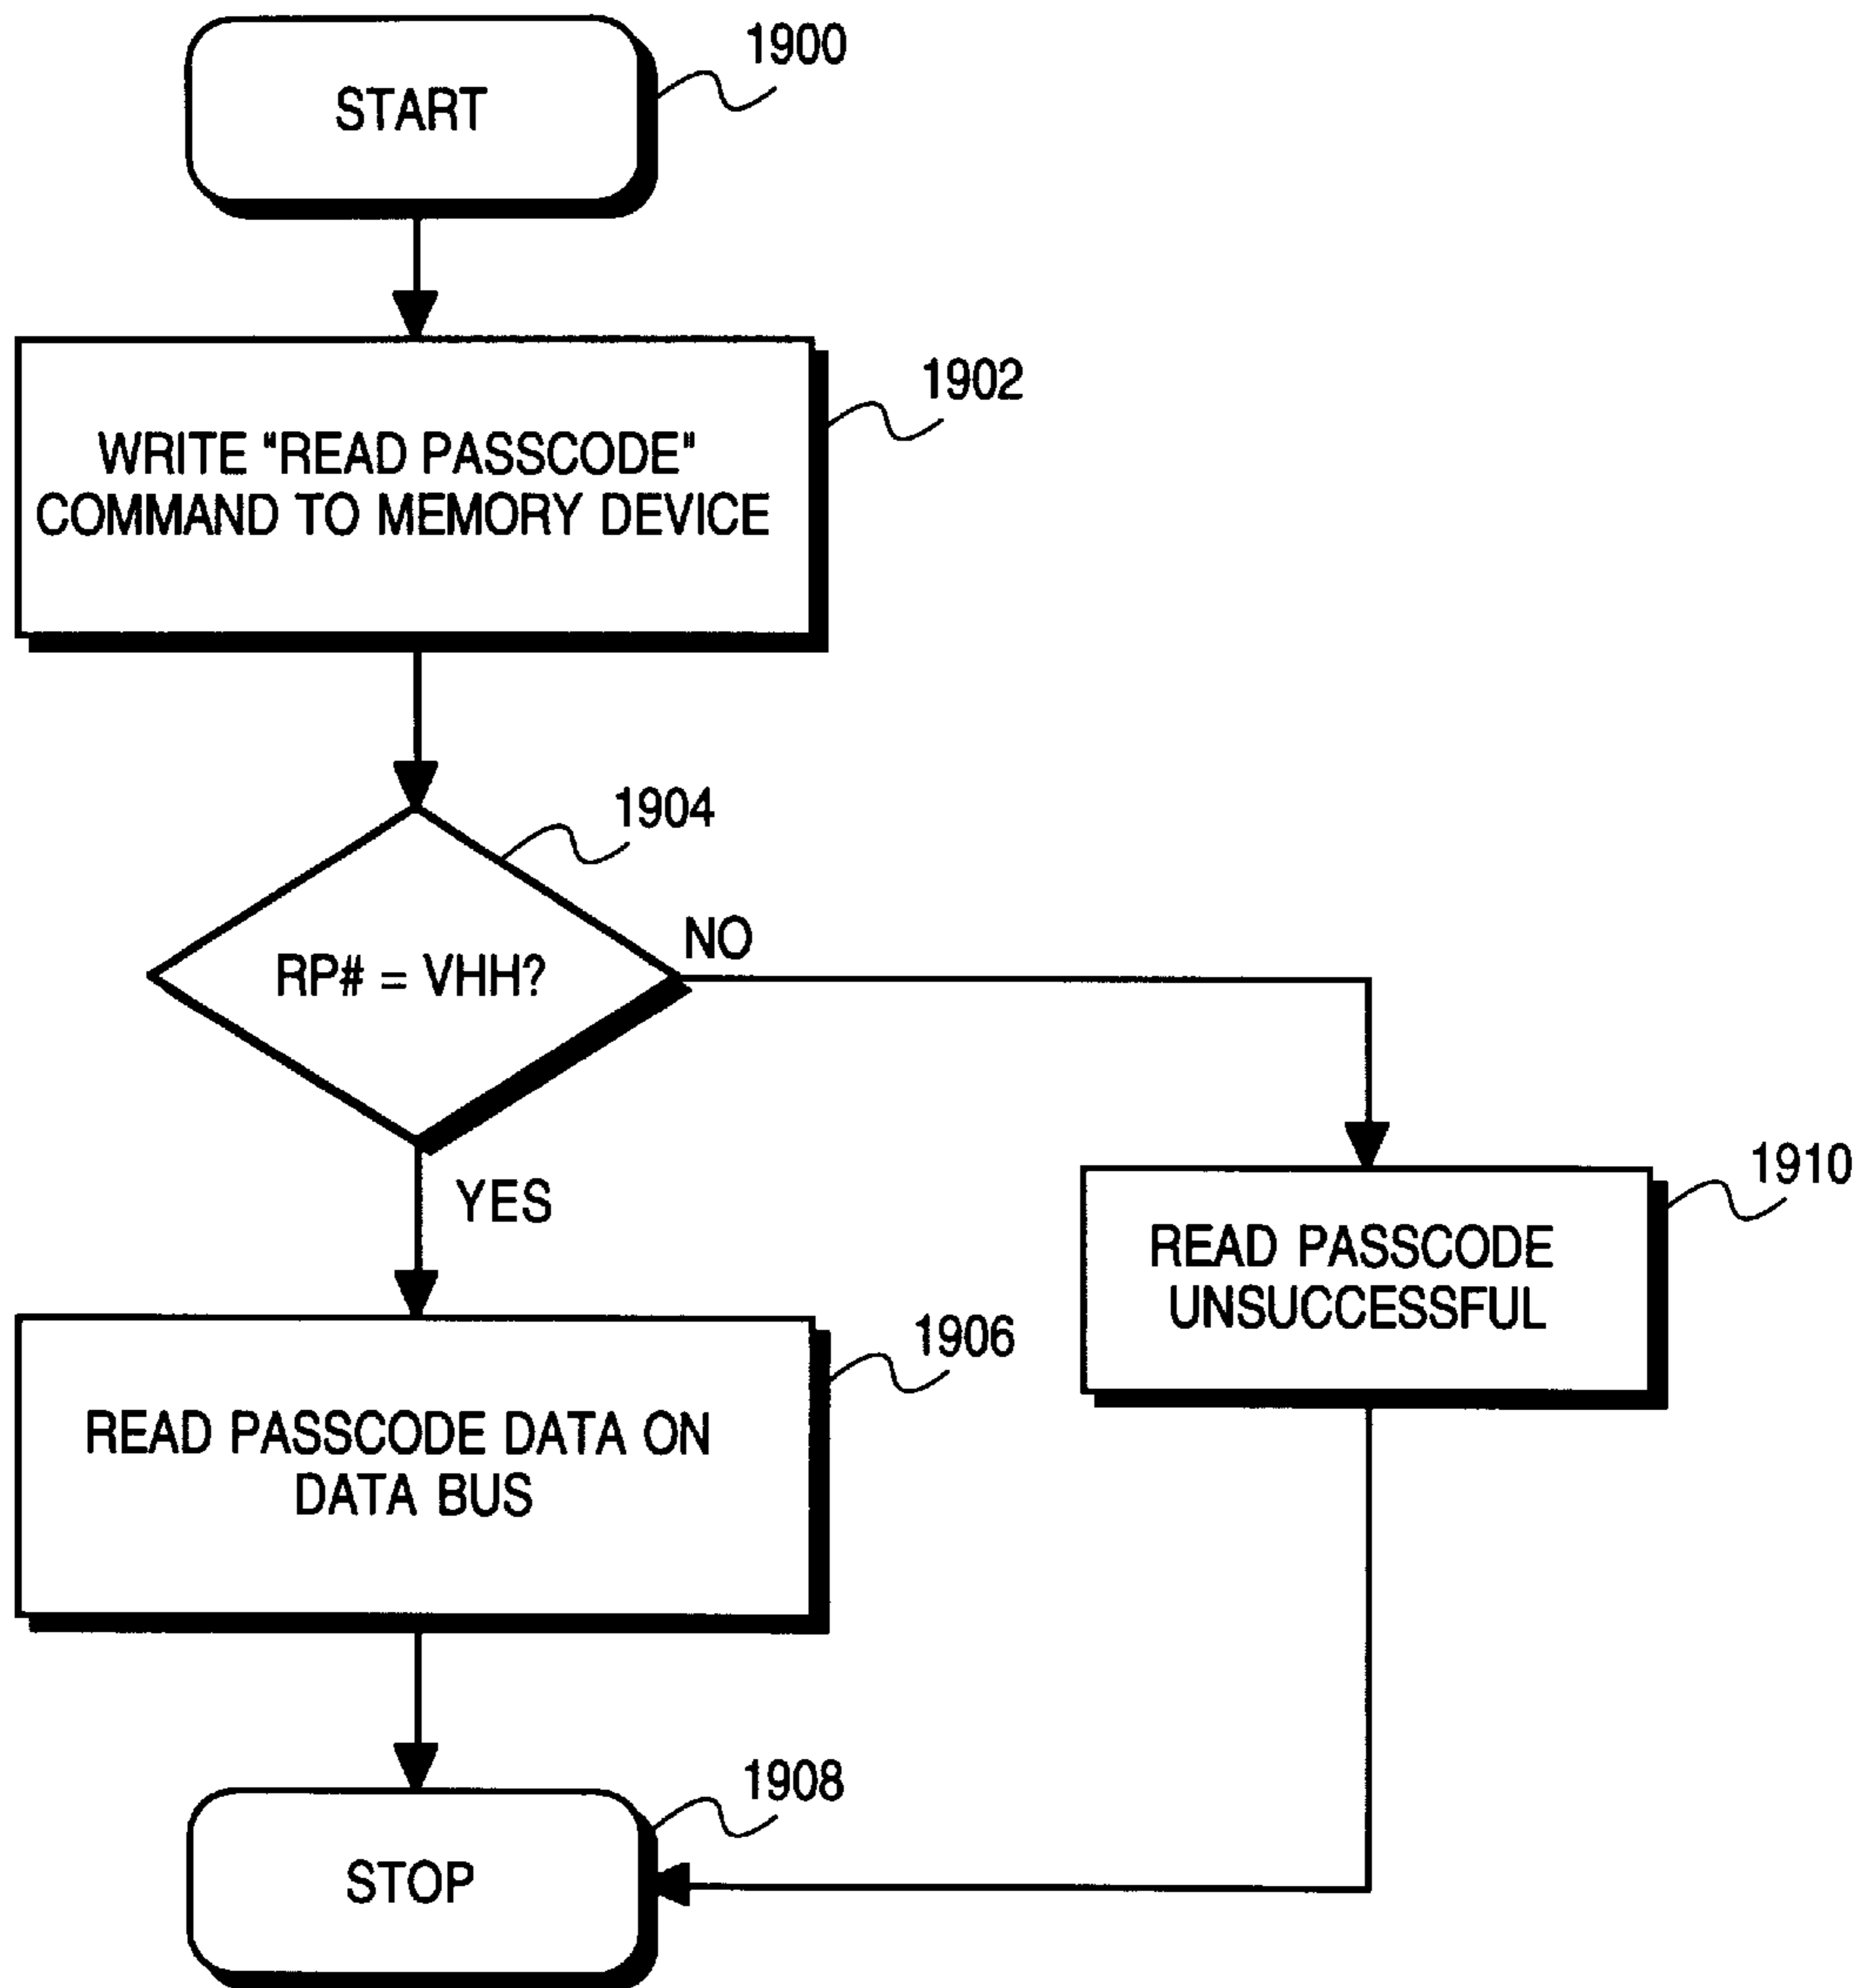 START
1900
WRITE "READ PASSCODE"
COMMAND TO MEMORY DEVICE
1902
1904
RP# = VHH?
NO
YES
READ PASSCODE
UNSUCCESSFUL
1910
READ PASSCODE DATA ON
DATA BUS
1906
STOP
1908